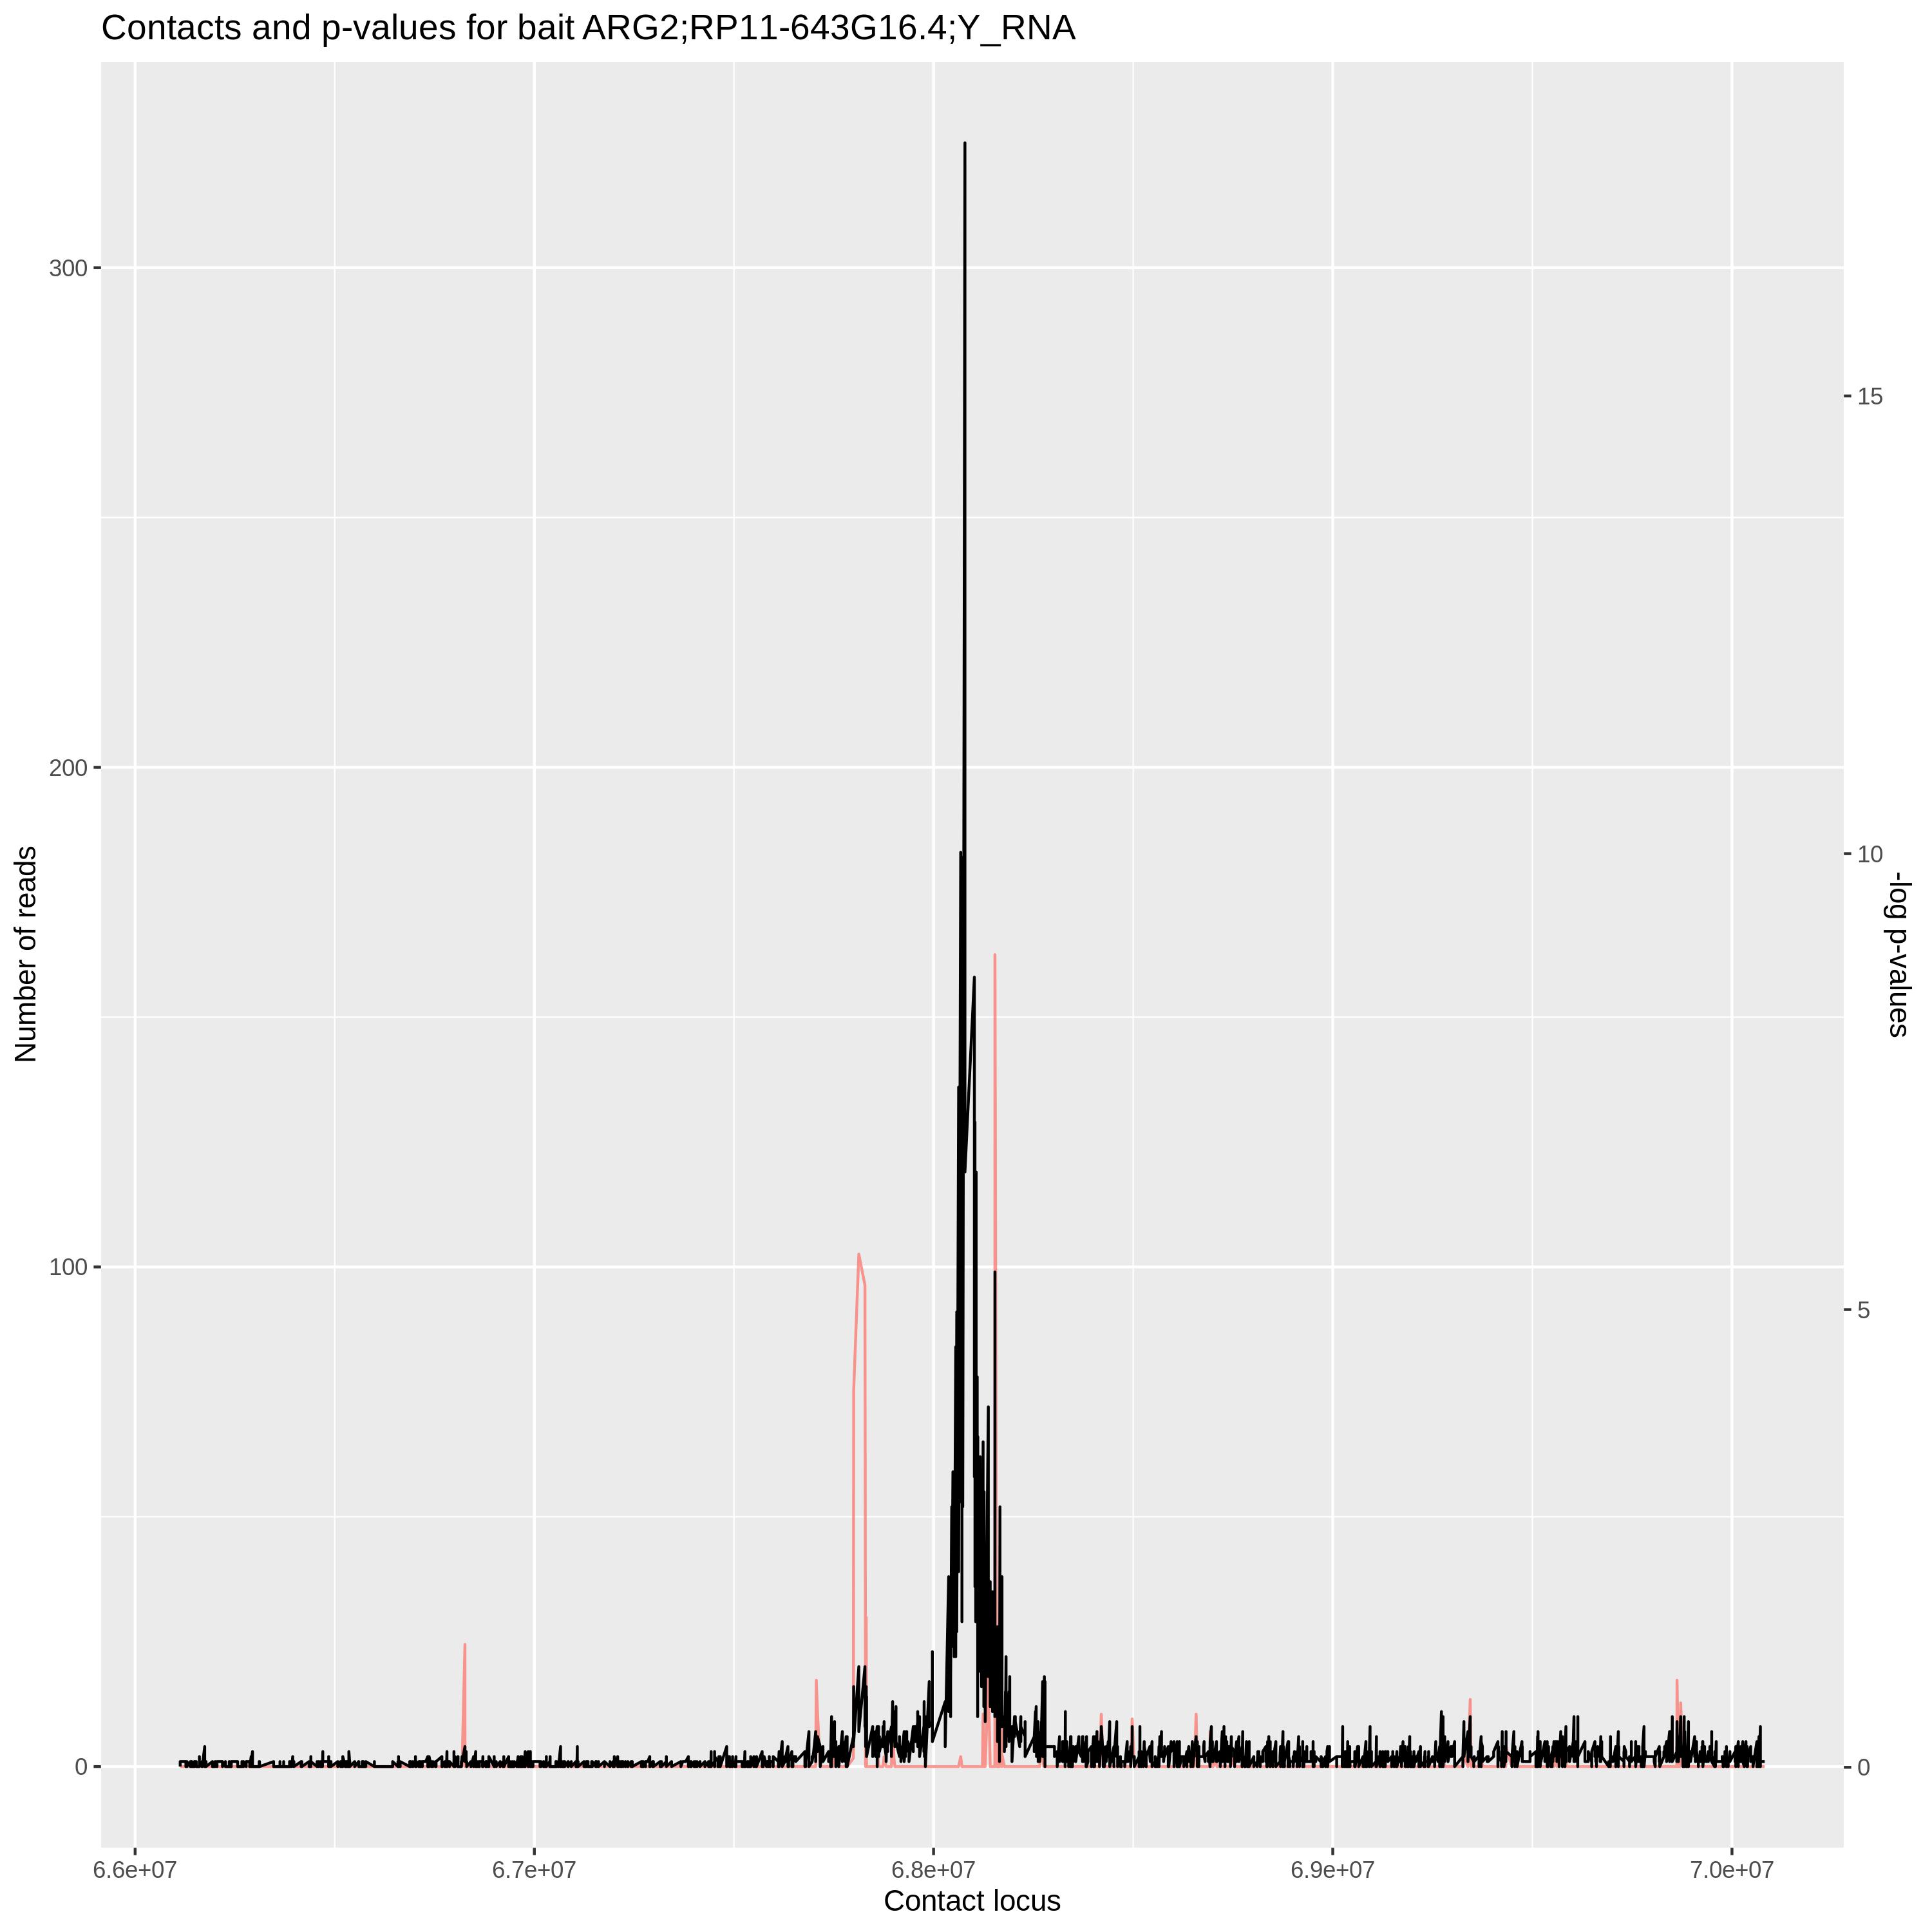 Contacts and p-values for bait ARG2;RP11-643G16.4;Y_RNA
300
200
100
0
Number of reads
15
10
5
0
-log p-values
6.6e+07 6.7e+07 6.8e+07 6.9e+07 7.0e+07
Contact locus